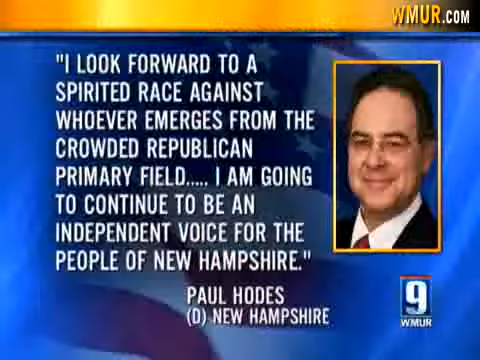 WMUR.COM
"I LOOK FORWARD TO A
SPIRITED RACE AGAINST
WHOEVER EMERGES FROM THE
CROWDED REPUBLICAN
PRIMARY FIELD..... I AM GOING
TO CONTINUE TO BE AN
INDEPENDENT VOICE FOR THE
PEOPLE OF NEW HAMPSHIRE."
PAUL HODES
(D) NEW HAMPSHIRE
9
WMUR